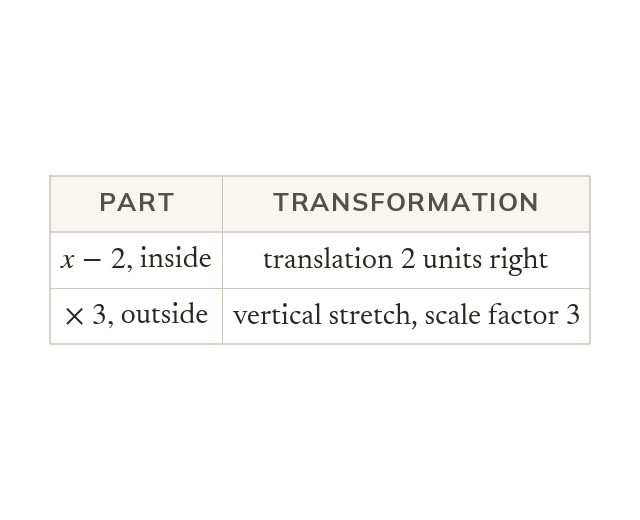 PART TRANSFORMATION
x − 2, inside translation 2 units right
× 3, outside vertical stretch, scale factor 3